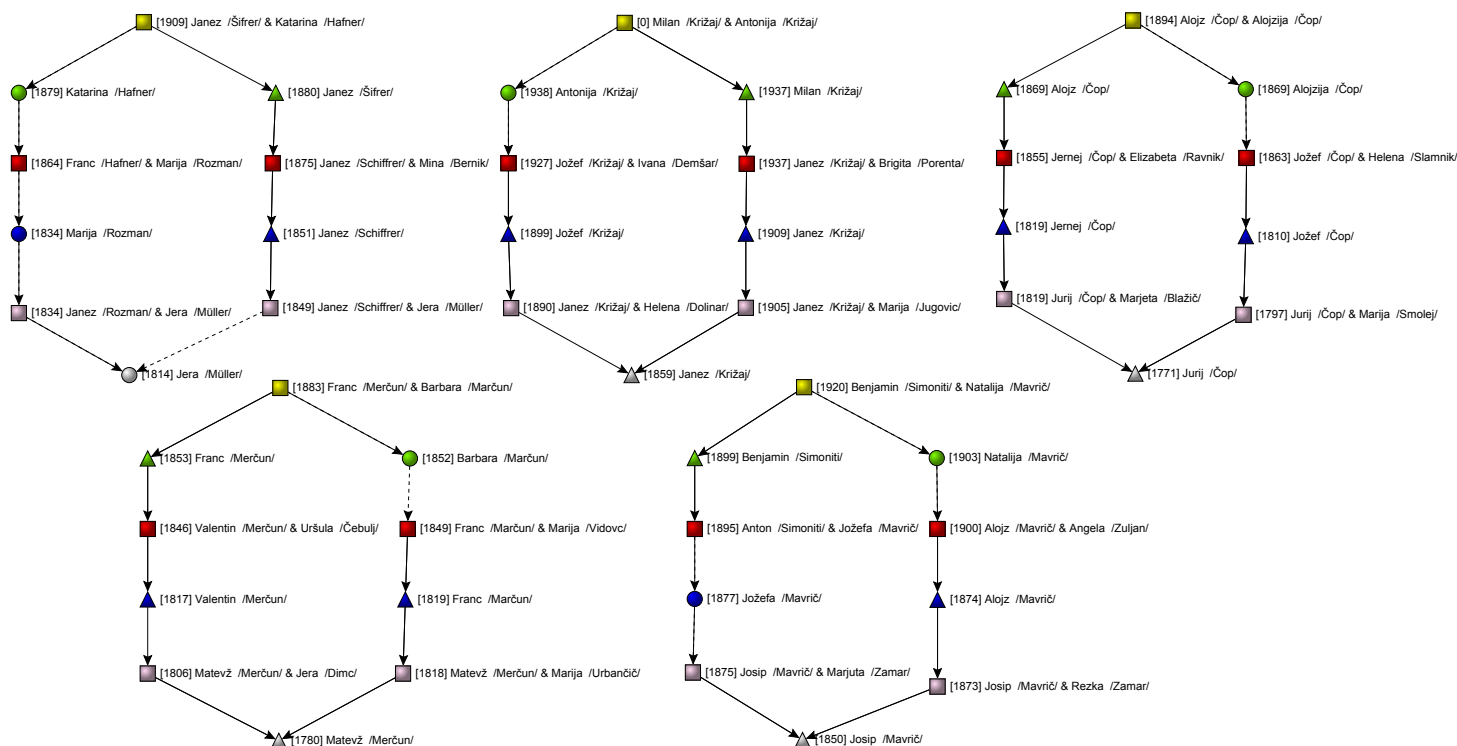 [1909] Janez /Šifrer/ & Katarina /Hafner/
[1879] Katarina /Hafner/
[1880] Janez /Šifrer/
[1864] Franc /Hafner/ & Marija /Rozman/
[1875] Janez /Schiffrer/ & Mina /Bernik/
[1834] Marija /Rozman/
[1851] Janez /Schiffrer/
[1834] Janez /Rozman/ & Jera /Müller/
[1849] Janez /Schiffrer/ & Jera /Müller/
[1814] Jera /Müller/
[0] Milan /Križaj/ & Antonija /Križaj/
[1938] Antonija /Križaj/
[1937] Milan /Križaj/
[1927] Jožef /Križaj/ & Ivana /Demšar/
[1937] Janez /Križaj/ & Brigita /Porenta/
[1899] Jožef /Križaj/
[1909] Janez /Križaj/
[1890] Janez /Križaj/ & Helena /Dolinar/
[1905] Janez /Križaj/ & Marija /Jugovic/
[1859] Janez /Križaj/
[1894] Alojz /Čop/ & Alojzija /Čop/
[1869] Alojz /Čop/
[1869] Alojzija /Čop/
[1855] Jernej /Čop/ & Elizabeta /Ravnik/
[1863] Jožef /Čop/ & Helena /Slamnik/
[1819] Jernej /Čop/
[1810] Jožef /Čop/
[1819] Jurij /Čop/ & Marjeta /Blažič/
[1797] Jurij /Čop/ & Marija /Smolej/
[1771] Jurij /Čop/
[1883] Franc /Merčun/ & Barbara /Marčun/
[1853] Franc /Merčun/
[1852] Barbara /Marčun/
[1846] Valentin /Merčun/ & Uršula /Čebulj/
[1849] Franc /Marčun/ & Marija /Vidovc/
[1817] Valentin /Merčun/
[1819] Franc /Marčun/
[1806] Matevž /Merčun/ & Jera /Dimc/
[1818] Matevž /Merčun/ & Marija /Urbančič/
[1780] Matevž /Merčun/
[1920] Benjamin /Simoniti/ & Natalija /Mavrič/
[1899] Benjamin /Simoniti/
[1903] Natalija /Mavrič/
[1895] Anton /Simoniti/ & Jožefa /Mavrič/
[1900] Alojz /Mavrič/ & Angela /Zuljan/
[1877] Jožefa /Mavrič/
[1874] Alojz /Mavrič/
[1875] Josip /Mavrič/ & Marjuta /Zamar/
[1873] Josip /Mavrič/ & Rezka /Zamar/
[1850] Josip /Mavrič/